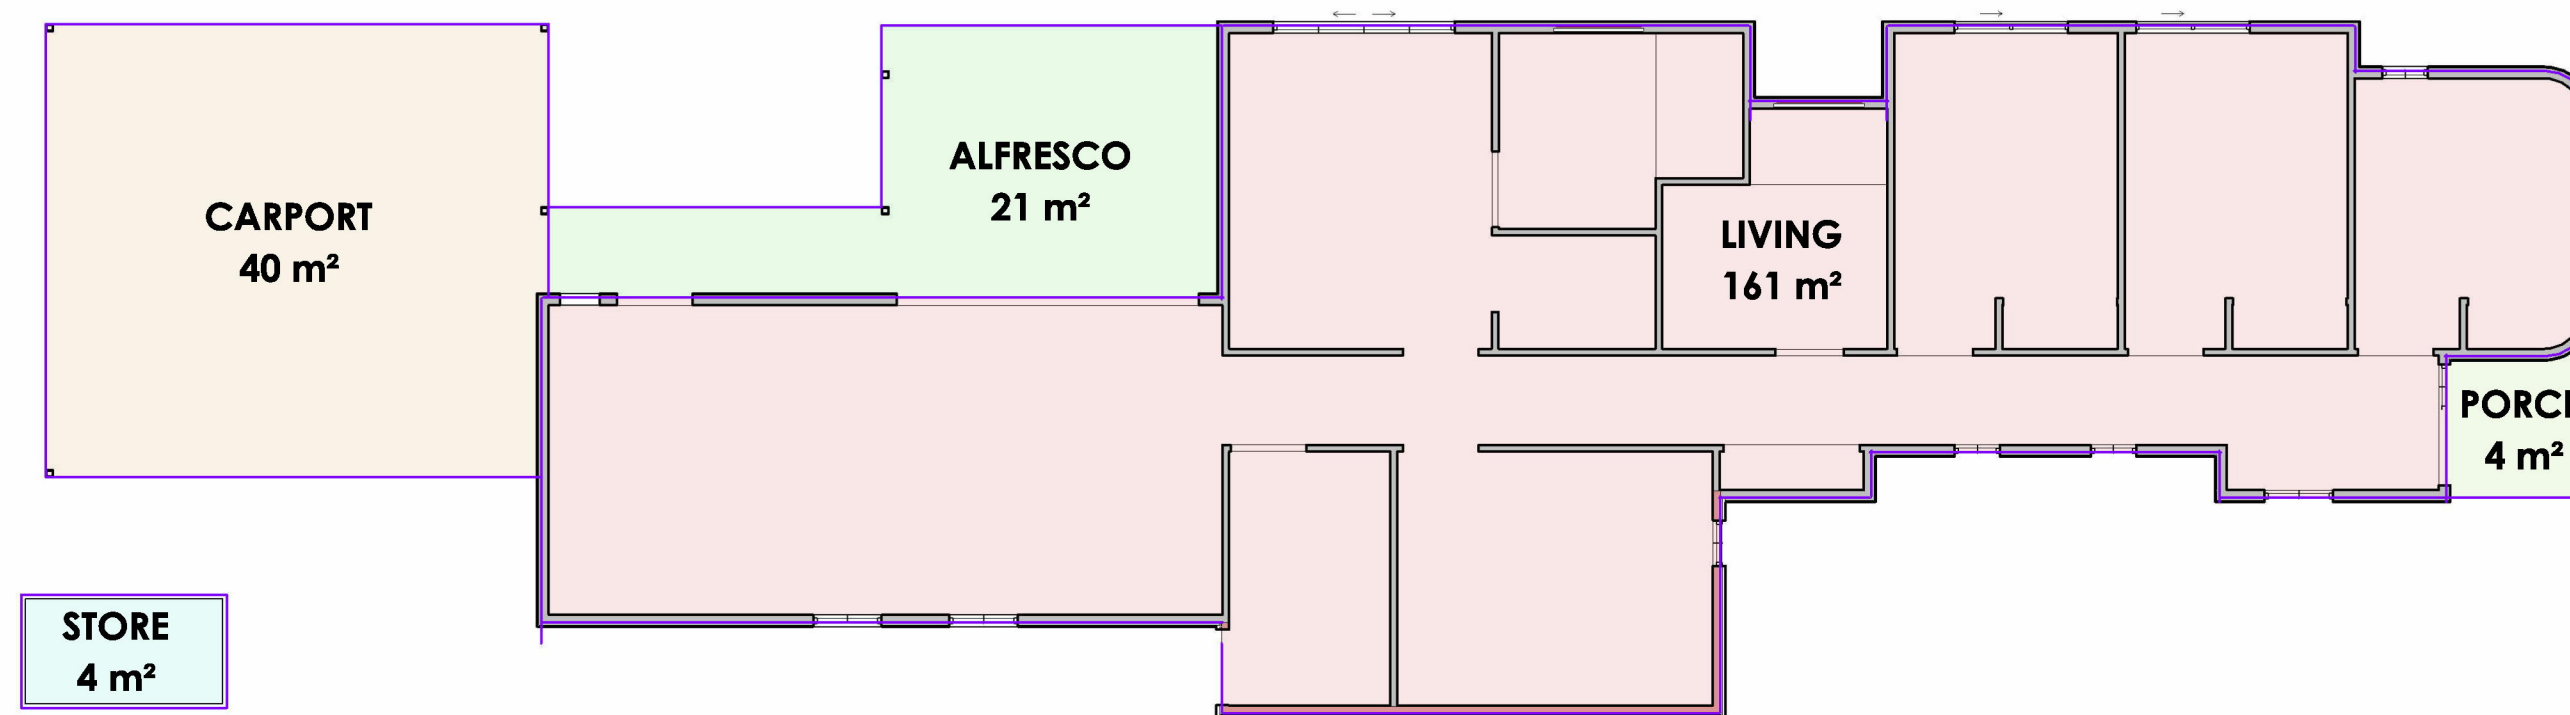 CARPORT
40 m²
ALFRESCO
21 m²
LIVING
161 m²
4 m²
STORE
4 m²